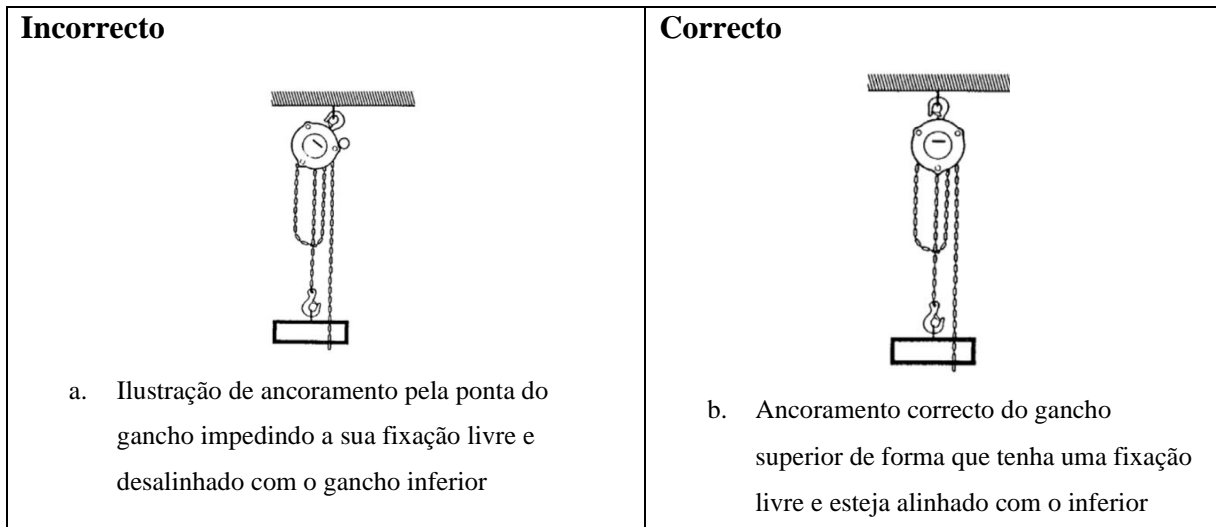 Incorrecto
a. Ilustração de ancoramento pela ponta do
gancho impedindo a sua fixação livre e
desalinhado com o gancho inferior
Correcto
b. Ancoramento correcto do gancho
superior de forma que tenha uma fixação
livre e esteja alinhado com o inferior